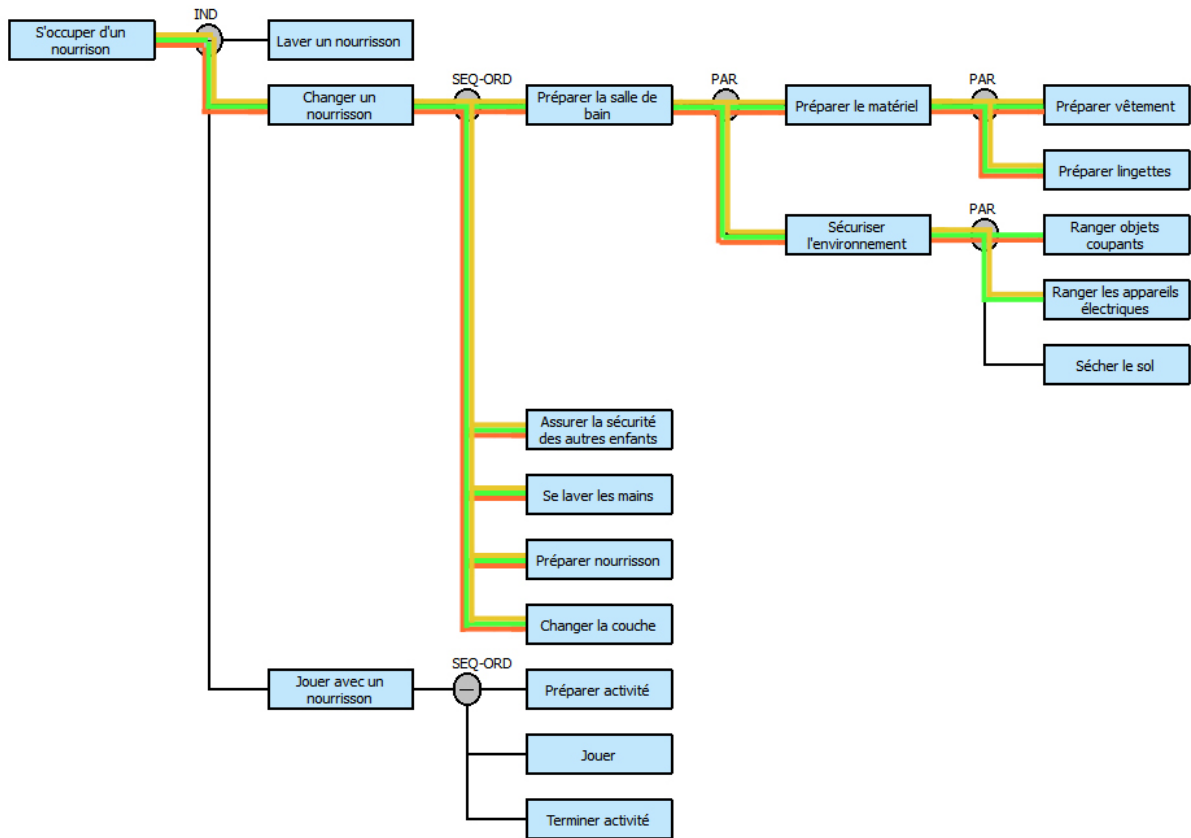 IND
S'occuper d'un
nourrison
Laver un nourrisson
SEQ-ORD
PAR
PAR
Changer un
nourrisson
Préparer la salle de
bain
Préparer le matériel
Préparer vêtement
Préparer lingettes
PAR
Sécuriser
l'environnement
Ranger objets
coupants
Ranger les appareils
électriques
Sécher le sol
Assurer la sécurité
des autres enfants
Se laver les mains
Préparer nourrisson
Changer la couche
SEQ-ORD
Jouer avec un
nourrisson
Préparer activité
Jouer
Terminer activité